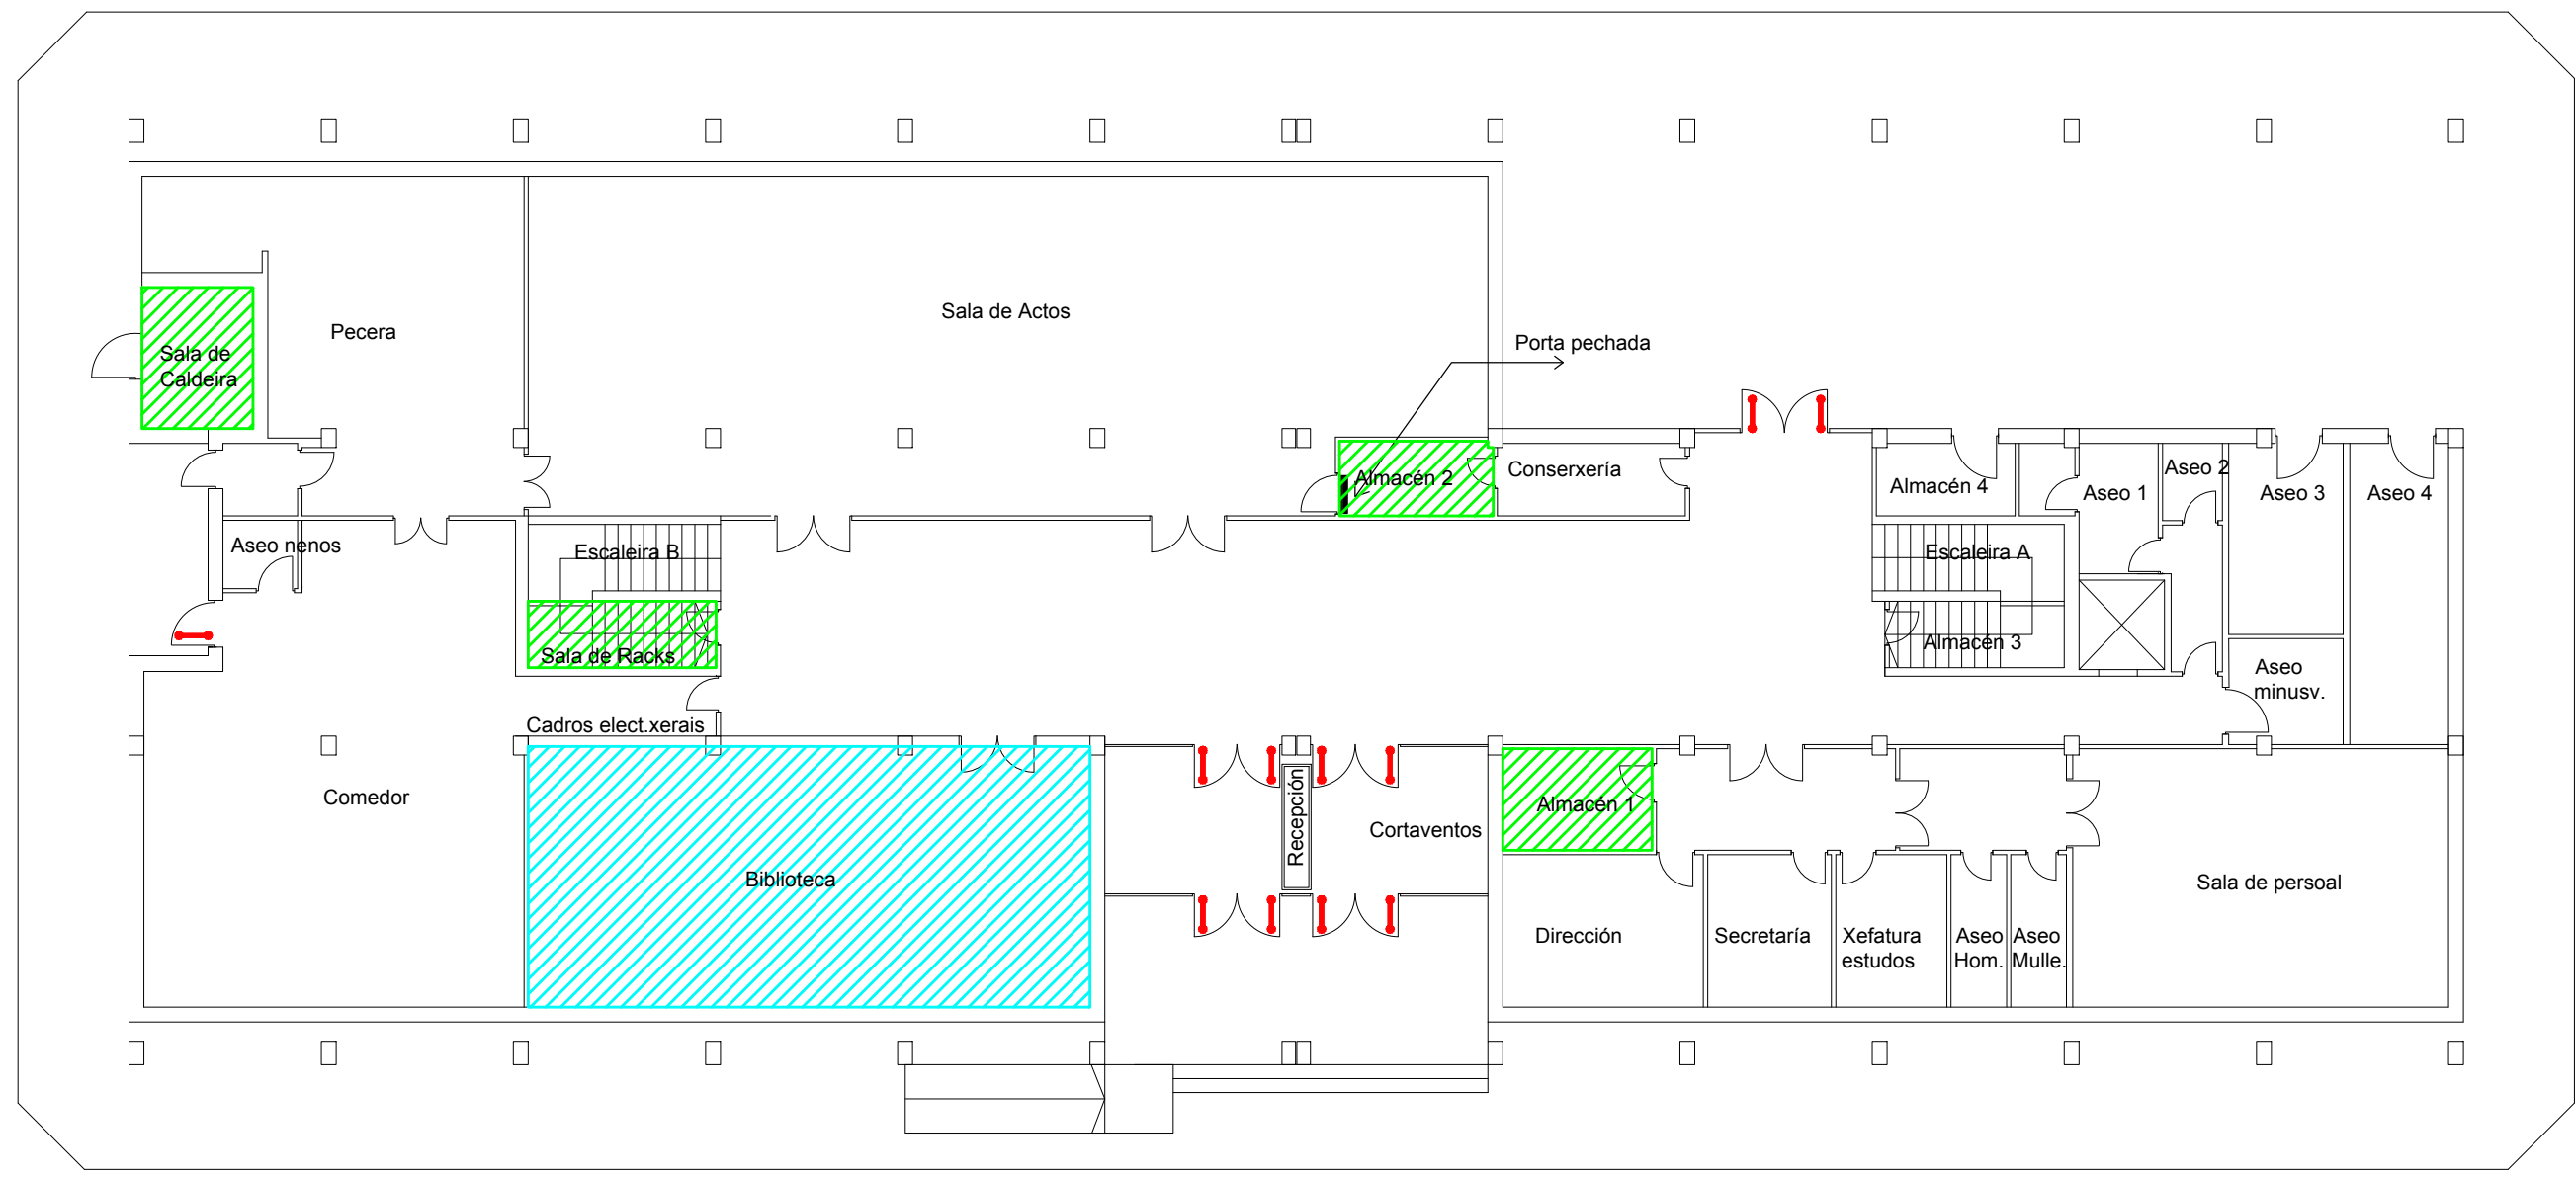 Sala de Actos
Pecera
Porta pechada
Sala de
Caldeira
Almacén 2
Conserxería
Almacén 4
Aseo 1
Aseo 2
Aseo 3
Aseo 4
Aseo nenos
Escaleira B
Escaleira A
Sala de Racks
Almacén 3
Aseo
minusv.
Cadros elect.xerais
Comedor
Biblioteca
Recepción
Cortaventos
Almacén 1
Dirección
Secretaría
Xefatura
estudos
Aseo
Hom.
Aseo
Mulle.
Sala de persoal